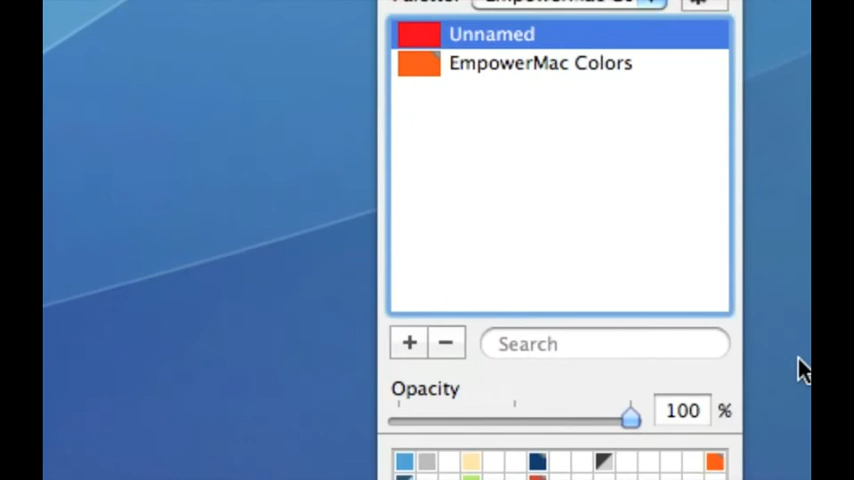 Unnamed
EmpowerMac Colors
+ −
Search
Opacity
100 %